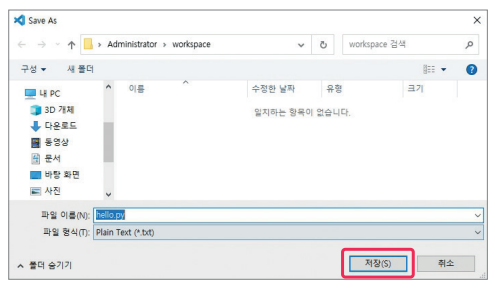 Save As
Administrator › workspace
workspace 검색
구성 새 폴더
이름 수정한 날짜 유형 크기
내 PC
일치하는 항목이 없습니다.
3D 개체
다운로드
동영상
문서
바탕 화면
사진
파일 이름(N): hello.py
파일 형식(T): Plain Text (*.txt)
폴더 숨기기
저장(S) 취소